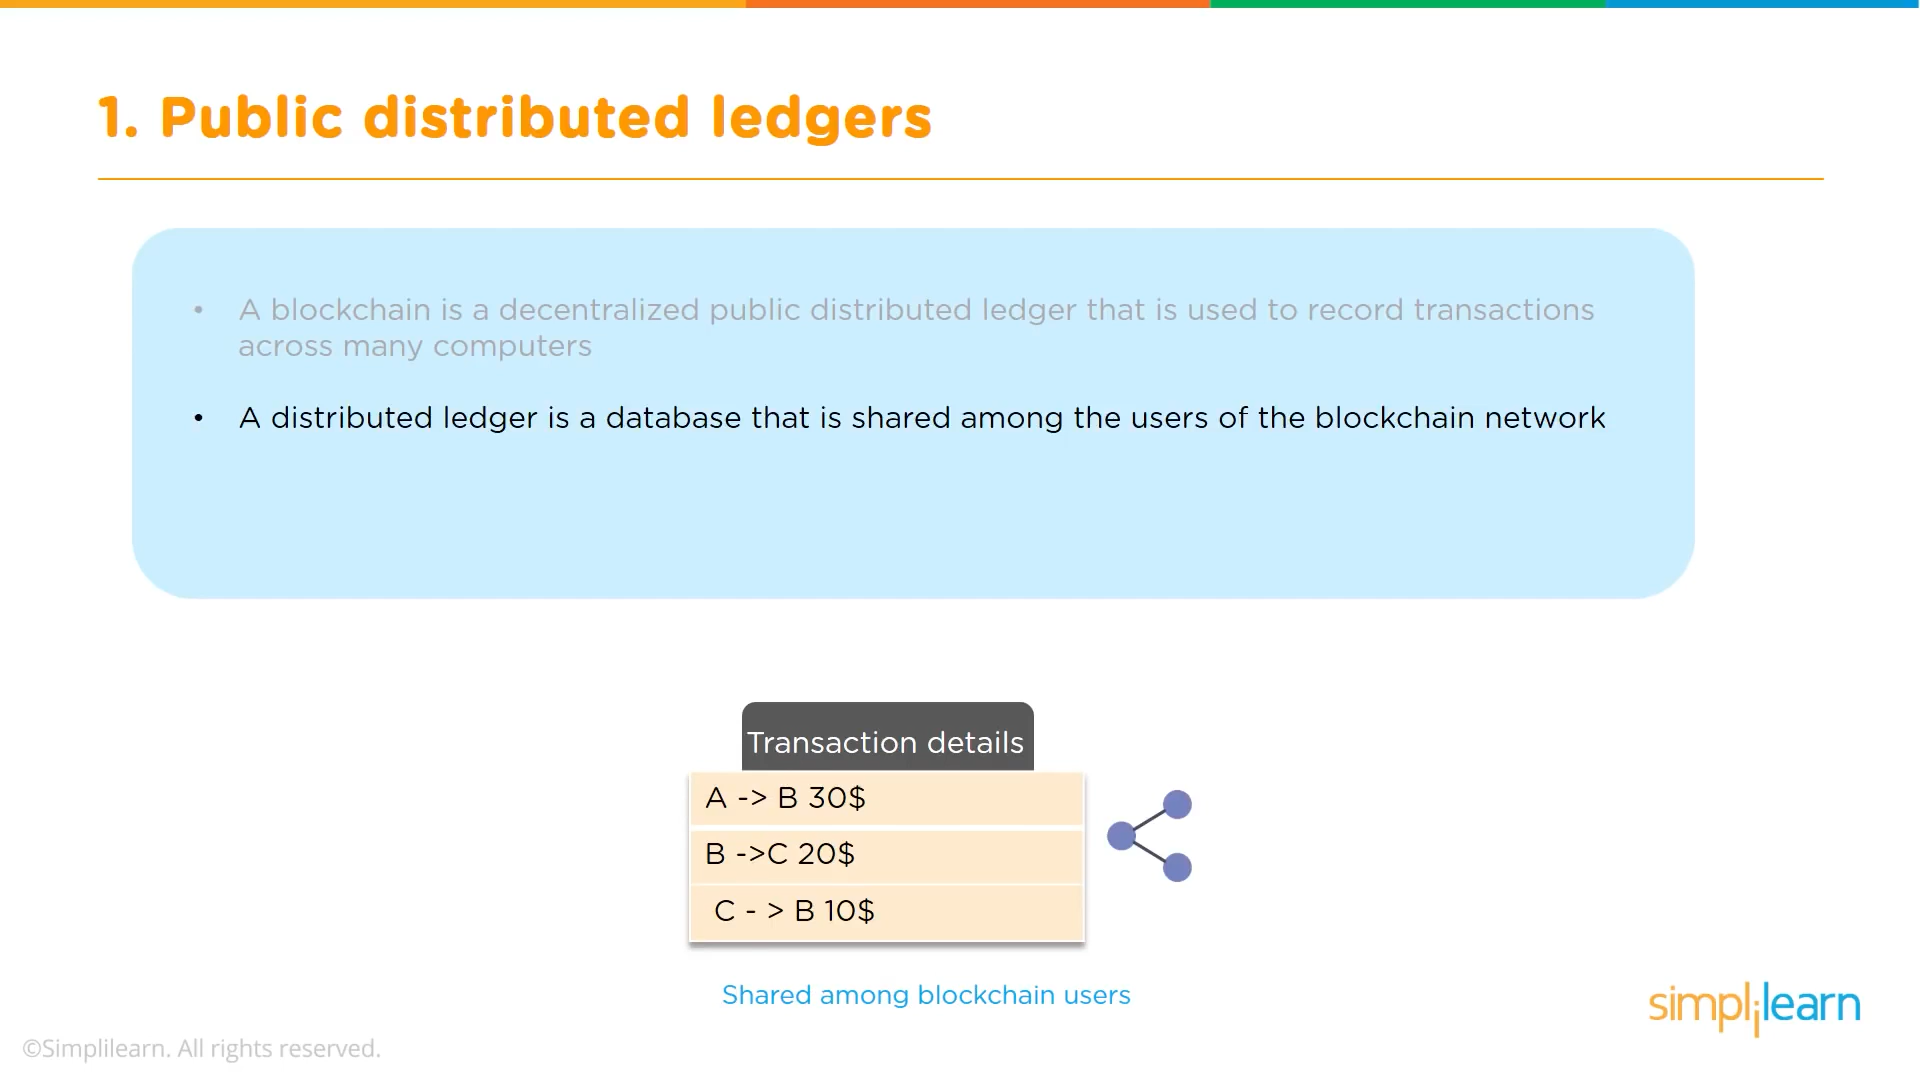 1. Public distributed ledgers
• A blockchain is a decentralized public distributed ledger that is used to record transactions
across many computers
• A distributed ledger is a database that is shared among the users of the blockchain network
Transaction details
A -> B 30$
B ->C 20$
C - > B 10$
Shared among blockchain users
simplilearn
©Simplilearn. All rights reserved.